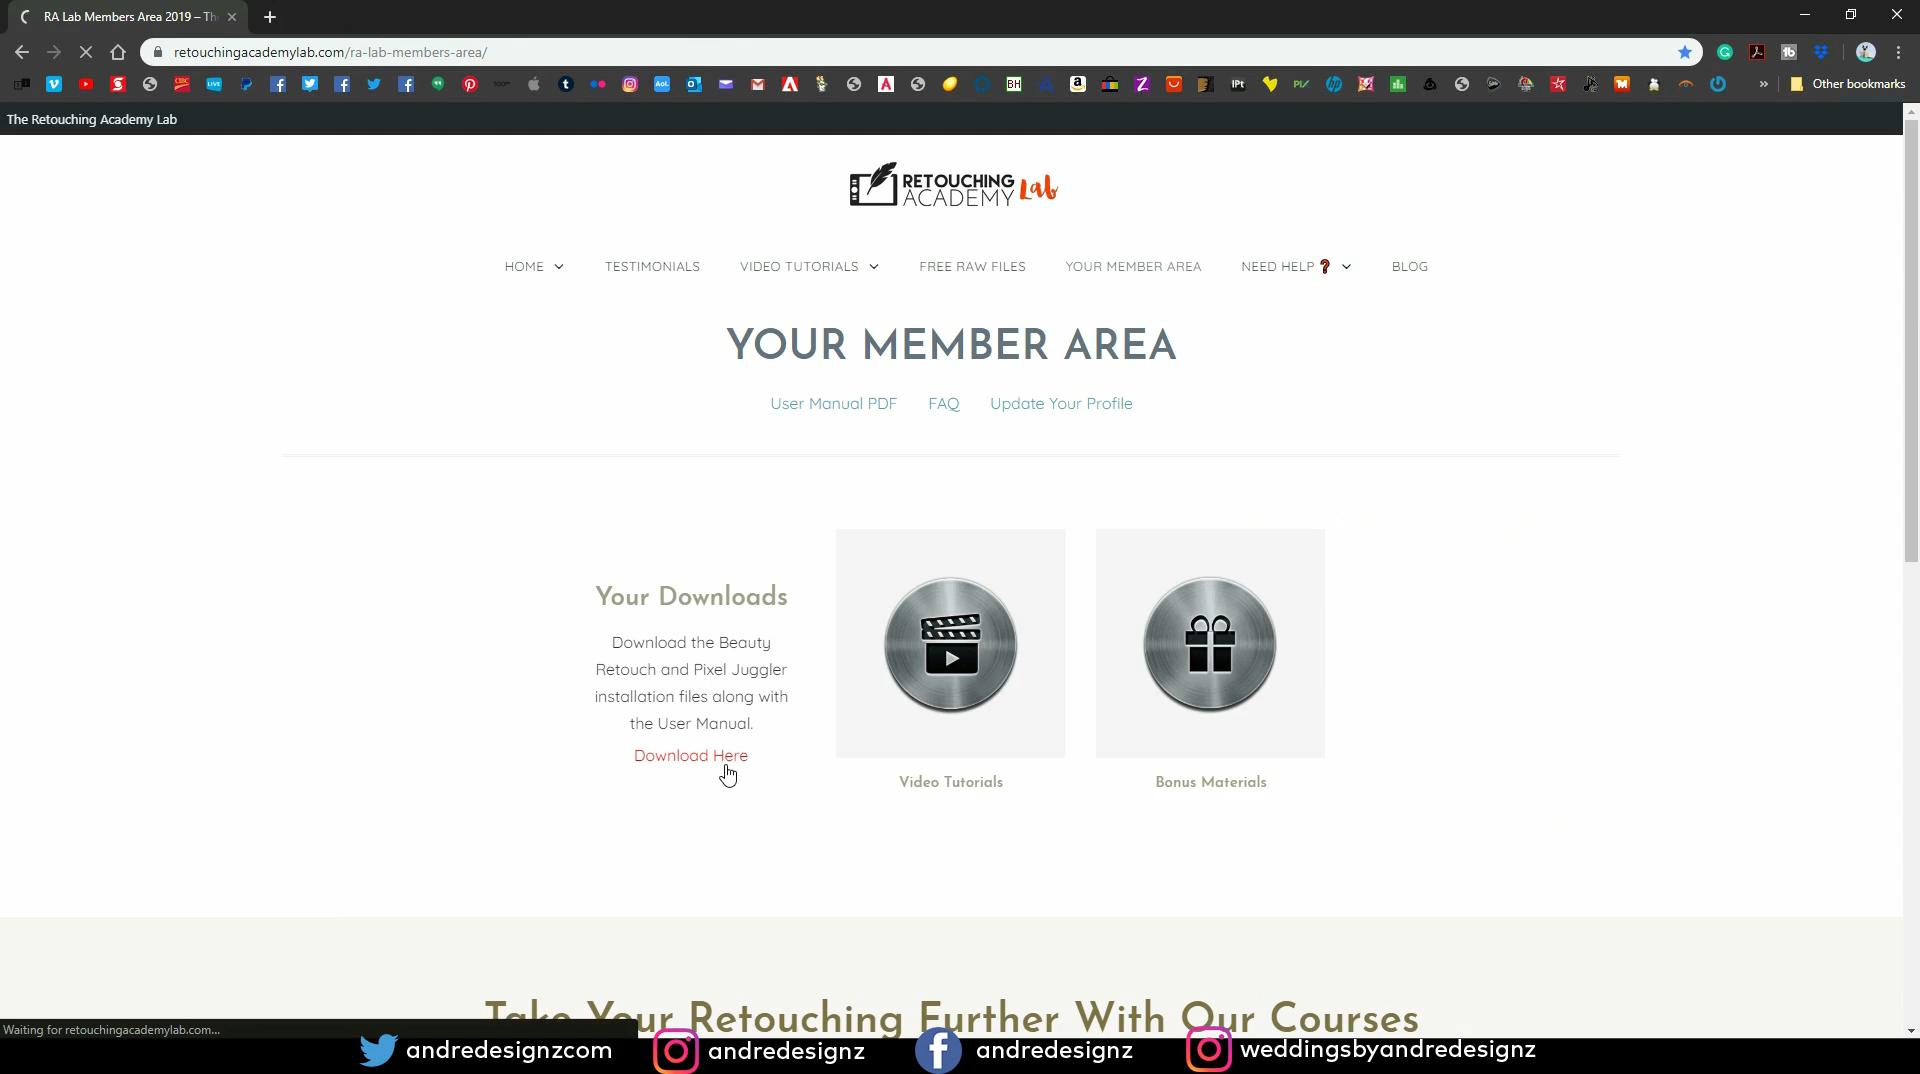 RA Lab Members Area 2019 – Th
retouchingacademylab.com/ra-lab-members-area/
Other bookmarks
The Retouching Academy Lab
RETOUCHING
ACADEMY Lab
HOME TESTIMONIALS VIDEO TUTORIALS FREE RAW FILES YOUR MEMBER AREA NEED HELP ❓ BLOG
YOUR MEMBER AREA
User Manual PDF FAQ Update Your Profile
Your Downloads
Download the Beauty
Retouch and Pixel Juggler
installation files along with
the User Manual.
Download Here
Video Tutorials
Bonus Materials
Take Your Retouching Further With Our Courses
Waiting for retouchingacademylab.com...
andredesignzcom andredesignz andredesignz weddingsbyandredesignz